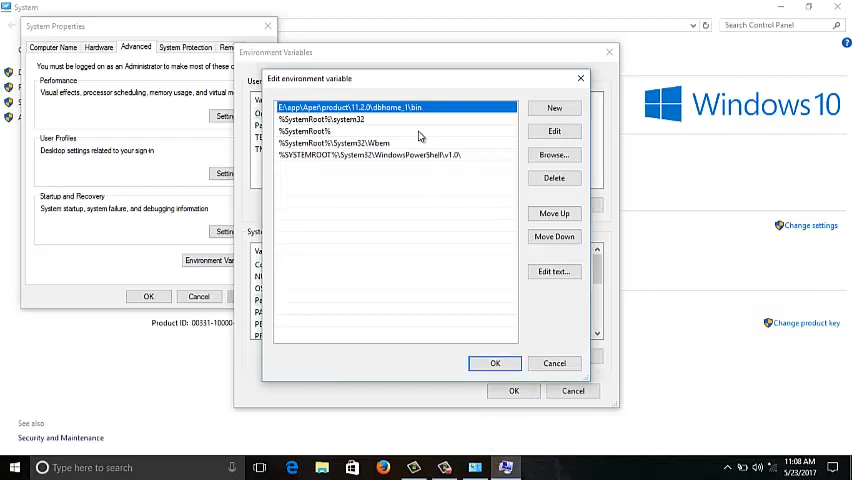 System
System Properties
Computer Name Hardware Advanced System Protection
You must be logged on as an Administrator to make most of these
Performance
Visual effects, processor scheduling, memory usage, and virtual
User Profiles
Desktop settings related to your sign-in
Startup and Recovery
System startup, system failure, and debugging information
Environment Var
OK Cancel
Environment Variables
Edit environment variable
E:\app\Apel\product\11.2.0\dbhome_1\bin
%SystemRoot%\system32
%SystemRoot%
%SystemRoot%\System32\Wbem
%SYSTEMROOT%\System32\WindowsPowerShell\v1.0\
New
Edit
Browse...
Delete
Move Up
Move Down
Edit text...
OK Cancel
OK Cancel
Search Control Panel
Windows 10
Change settings
Change product key
Product ID: 00331-10000-
See also
Security and Maintenance
Type here to search
11:08 AM
5/23/2017